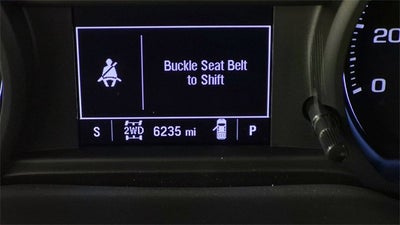 Buckle Seat Belt
to Shift
20
0
S 2WD 6235 mi P